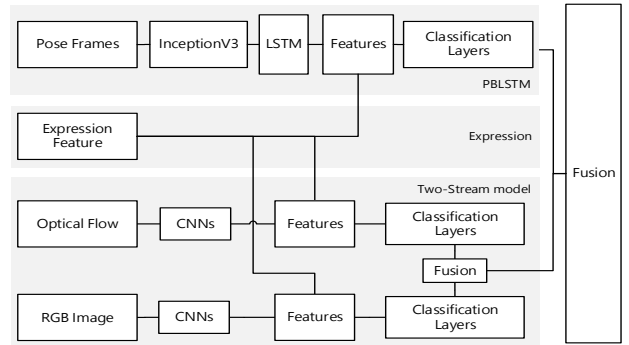 Pose Frames
InceptionV3
LSTM
Features
Classification
Layers
PBLSTM
Expression
Feature
Expression
Fusion
Two-Stream model
Optical Flow
CNNs
Features
Classification
Layers
Fusion
RGB Image
CNNs
Features
Classification
Layers